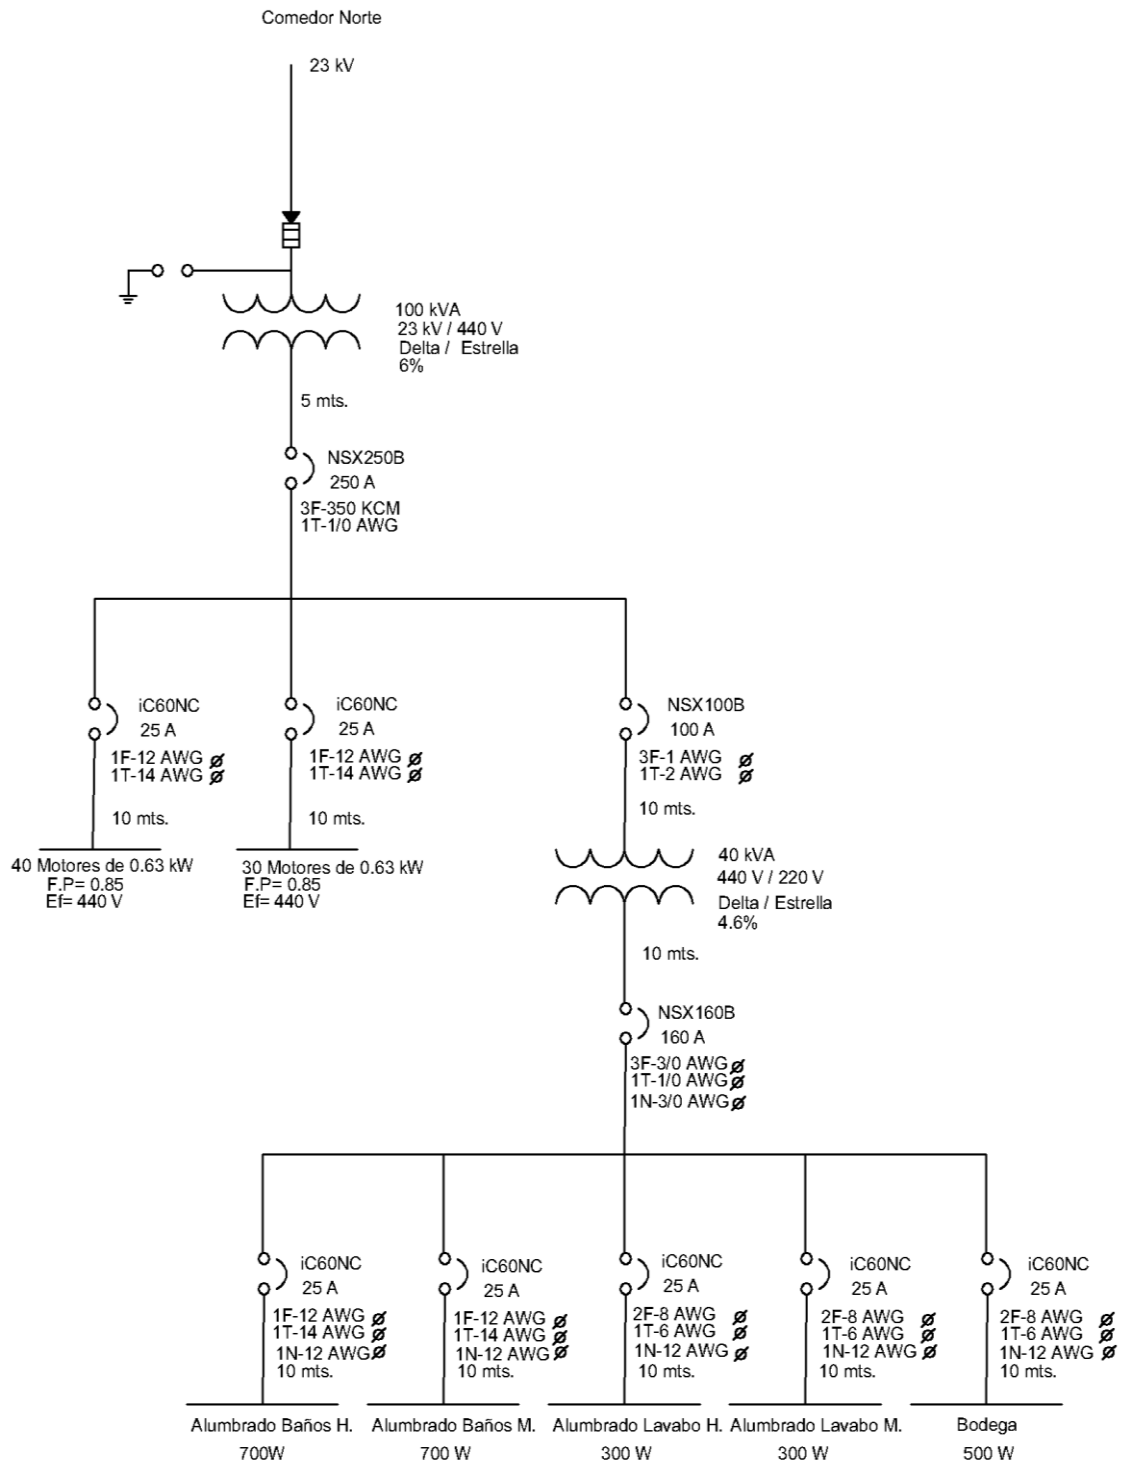 Comedor Norte
23 kV
100 kVA
23 kV / 440 V
Delta / Estrella
6%
5 mts.
NSX250B
250 A
3F-350 KCM
1T-1/0 AWG
iC60NC
25 A
1F-12 AWG
1T-14 AWG
10 mts.
40 Motores de 0.63 kW
F.P= 0.85
Ef= 440 V
iC60NC
25 A
1F-12 AWG
1T-14 AWG
10 mts.
30 Motores de 0.63 kW
F.P= 0.85
Ef= 440 V
NSX100B
100 A
3F-1 AWG
1T-2 AWG
10 mts.
40 kVA
440 V / 220 V
Delta / Estrella
4.6%
10 mts.
NSX160B
160 A
3F-3/0 AWG
1T-1/0 AWG
1N-3/0 AWG
iC60NC
25 A
1F-12 AWG
1T-14 AWG
1N-12 AWG
10 mts.
Alumbrado Baños H.
700W
iC60NC
25 A
1F-12 AWG
1T-14 AWG
1N-12 AWG
10 mts.
Alumbrado Baños M.
700 W
iC60NC
25 A
2F-8 AWG
1T-6 AWG
1N-12 AWG
10 mts.
Alumbrado Lavabo H.
300 W
iC60NC
25 A
2F-8 AWG
1T-6 AWG
1N-12 AWG
10 mts.
Alumbrado Lavabo M.
300 W
iC60NC
25 A
2F-8 AWG
1T-6 AWG
1N-12 AWG
10 mts.
Bodega
500 W